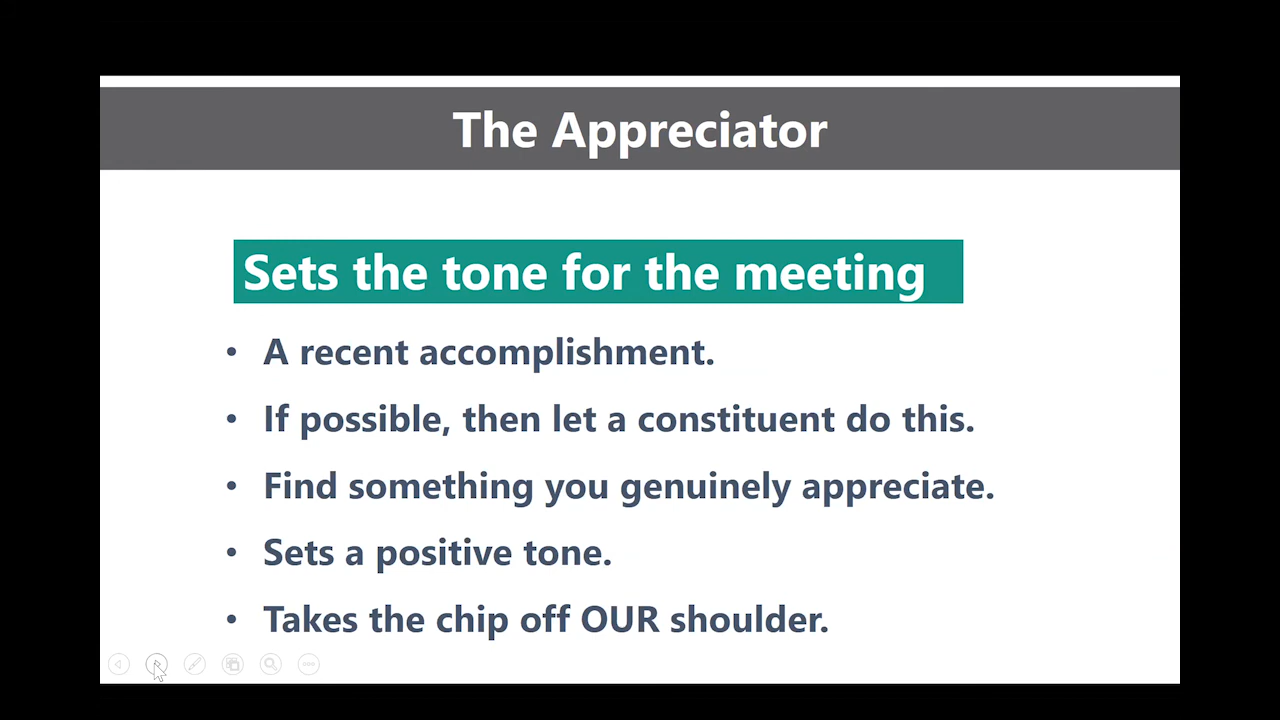 The Appreciator
Sets the tone for the meeting
• A recent accomplishment.
• If possible, then let a constituent do this.
• Find something you genuinely appreciate.
• Sets a positive tone.
• Takes the chip off OUR shoulder.